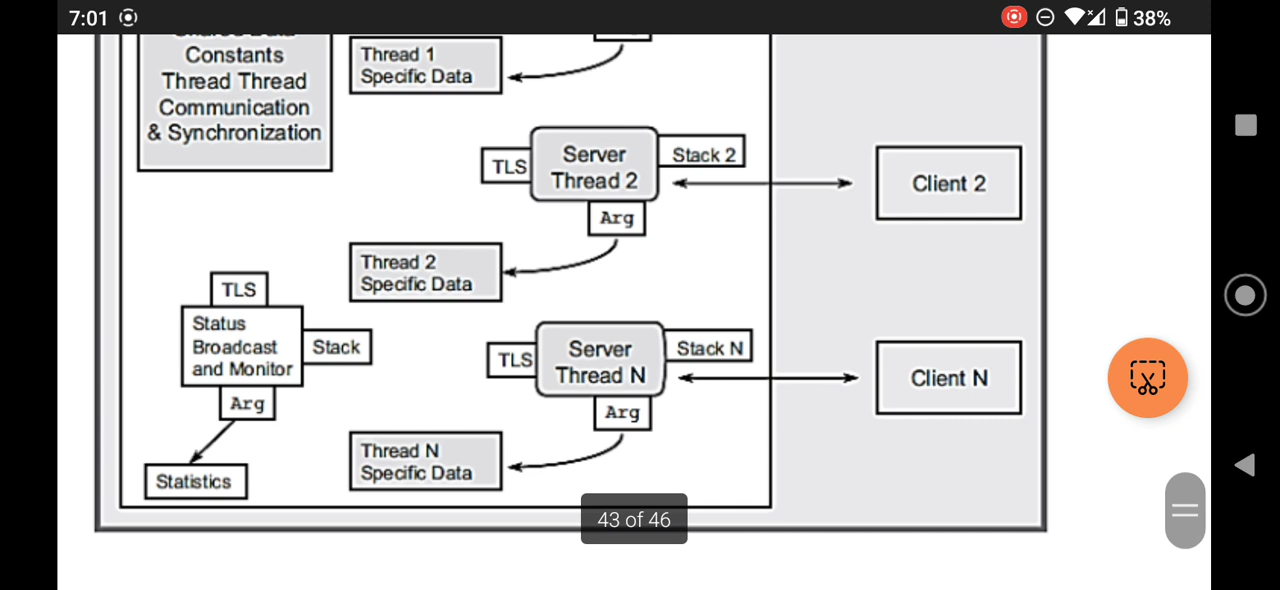 7:01
38%
Constants
Thread Thread
Communication
& Synchronization
Thread 1
Specific Data
TLS
Server
Thread 2
Stack 2
Arg
Client 2
Thread 2
Specific Data
TLS
Status
Broadcast
and Monitor
Stack
Arg
Statistics
TLS
Server
Thread N
Stack N
Arg
Client N
Thread N
Specific Data
43 of 46